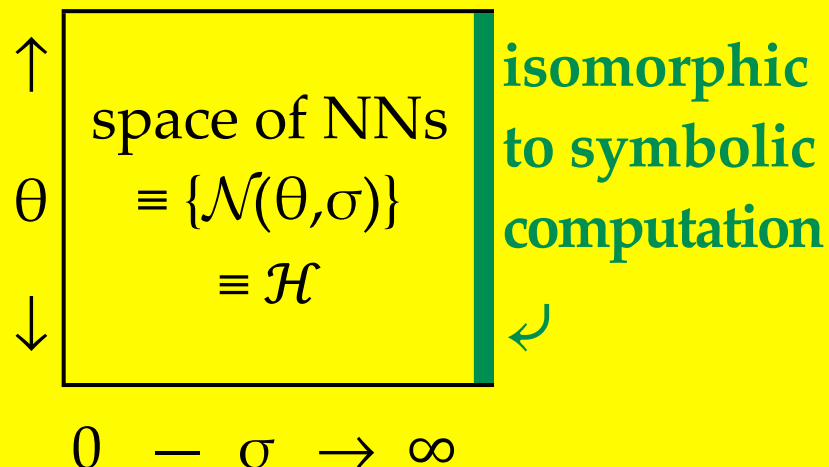 ↑
θ
↓
space of NNs
≡ {𝒩(θ,σ)}
≡ ℋ
isomorphic
to symbolic
computation
0 — σ → ∞